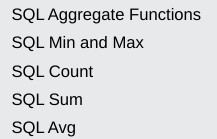 SQL Aggregate Functions
SQL Min and Max
SQL Count
SQL Sum
SQL Avg